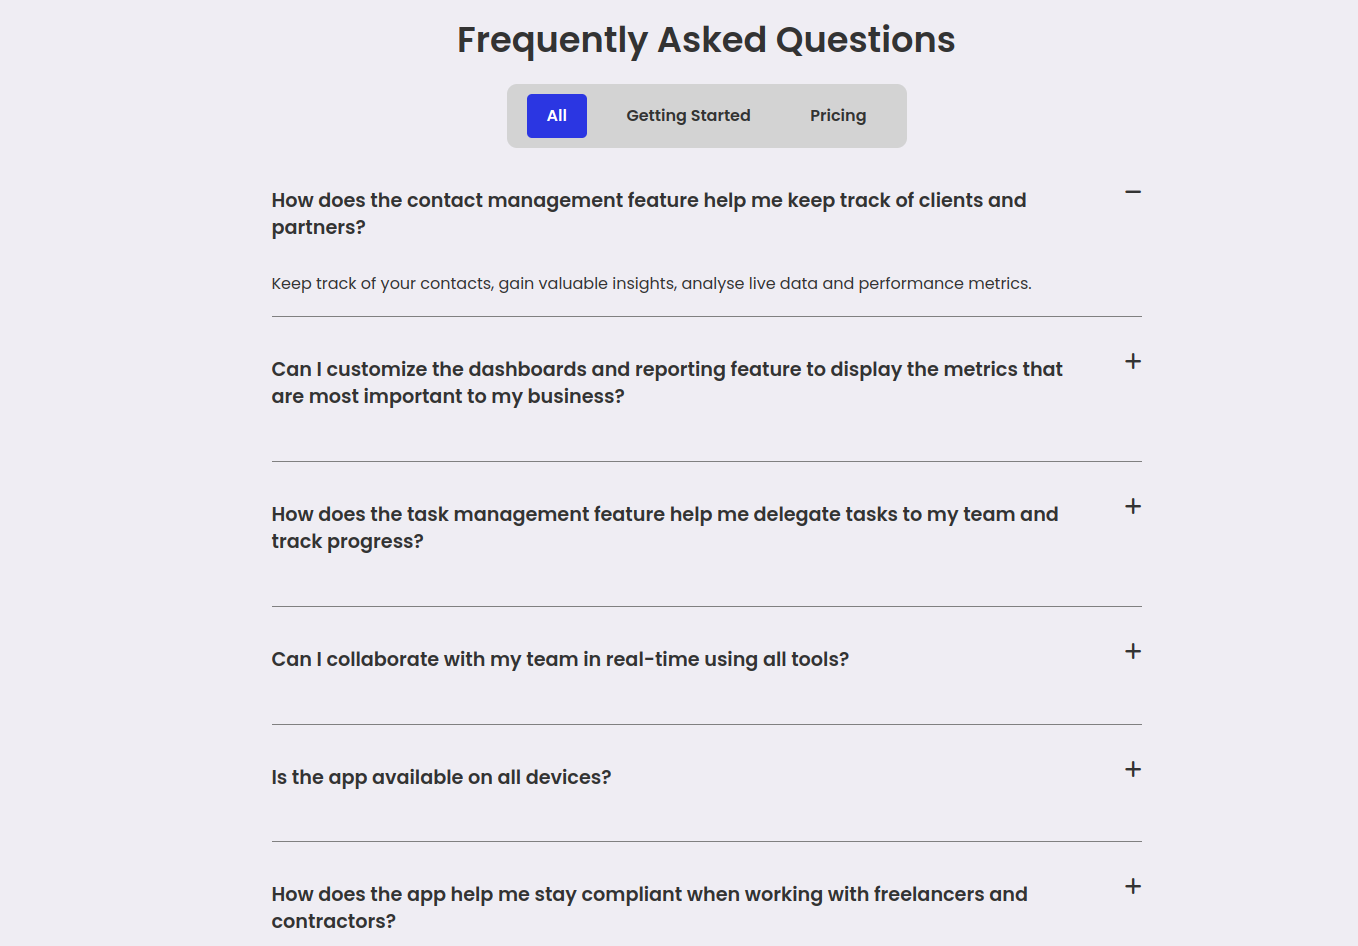 Frequently Asked Questions
All
Getting Started
Pricing
How does the contact management feature help me keep track of clients and
partners?
Keep track of your contacts, gain valuable insights, analyse live data and performance metrics.
Can I customize the dashboards and reporting feature to display the metrics that
are most important to my business?
How does the task management feature help me delegate tasks to my team and
track progress?
Can I collaborate with my team in real-time using all tools?
Is the app available on all devices?
How does the app help me stay compliant when working with freelancers and
contractors?